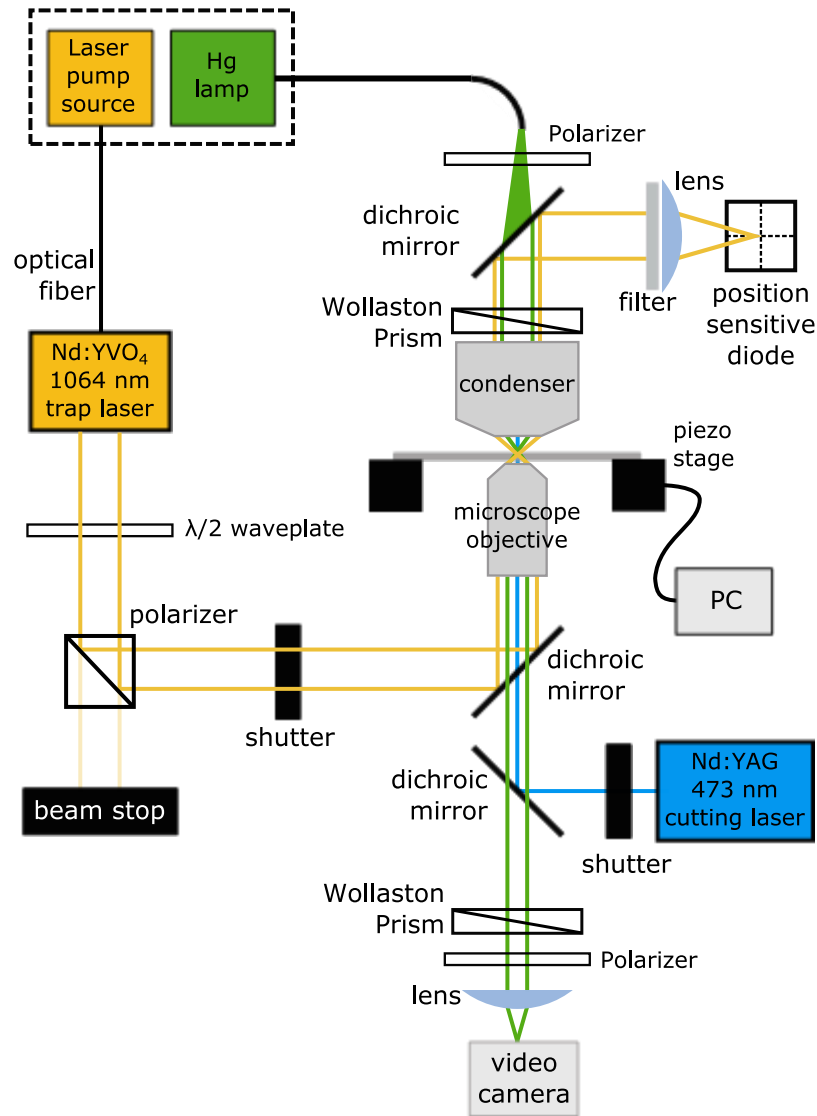 Laser
pump
source
Hg
lamp
Polarizer
lens
dichroic
mirror
optical
fiber
filter
position
sensitive
diode
Wollaston
Prism
Nd:YVO₄
1064 nm
trap laser
condenser
piezo
stage
λ/2 waveplate
microscope
objective
PC
polarizer
dichroic
mirror
shutter
dichroic
mirror
Nd:YAG
473 nm
cutting laser
beam stop
shutter
Wollaston
Prism
Polarizer
lens
video
camera